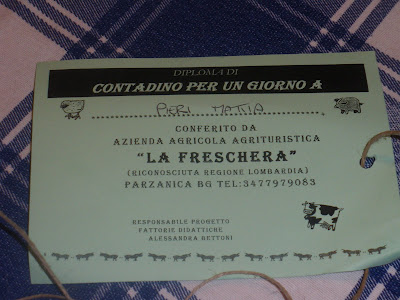 DIPLOMA DI
CONTADINO PER UN GIORNO A
PIERI MATTIA
CONFERITO DA
AZIENDA AGRICOLA AGRITURISTICA
"LA FRESCHERA"
(RICONOSCIUTA REGIONE LOMBARDIA)
PARZANICA BG TEL:3477979083
RESPONSABILE PROGETTO
FATTORIE DIDATTICHE
ALESSANDRA BETTONI